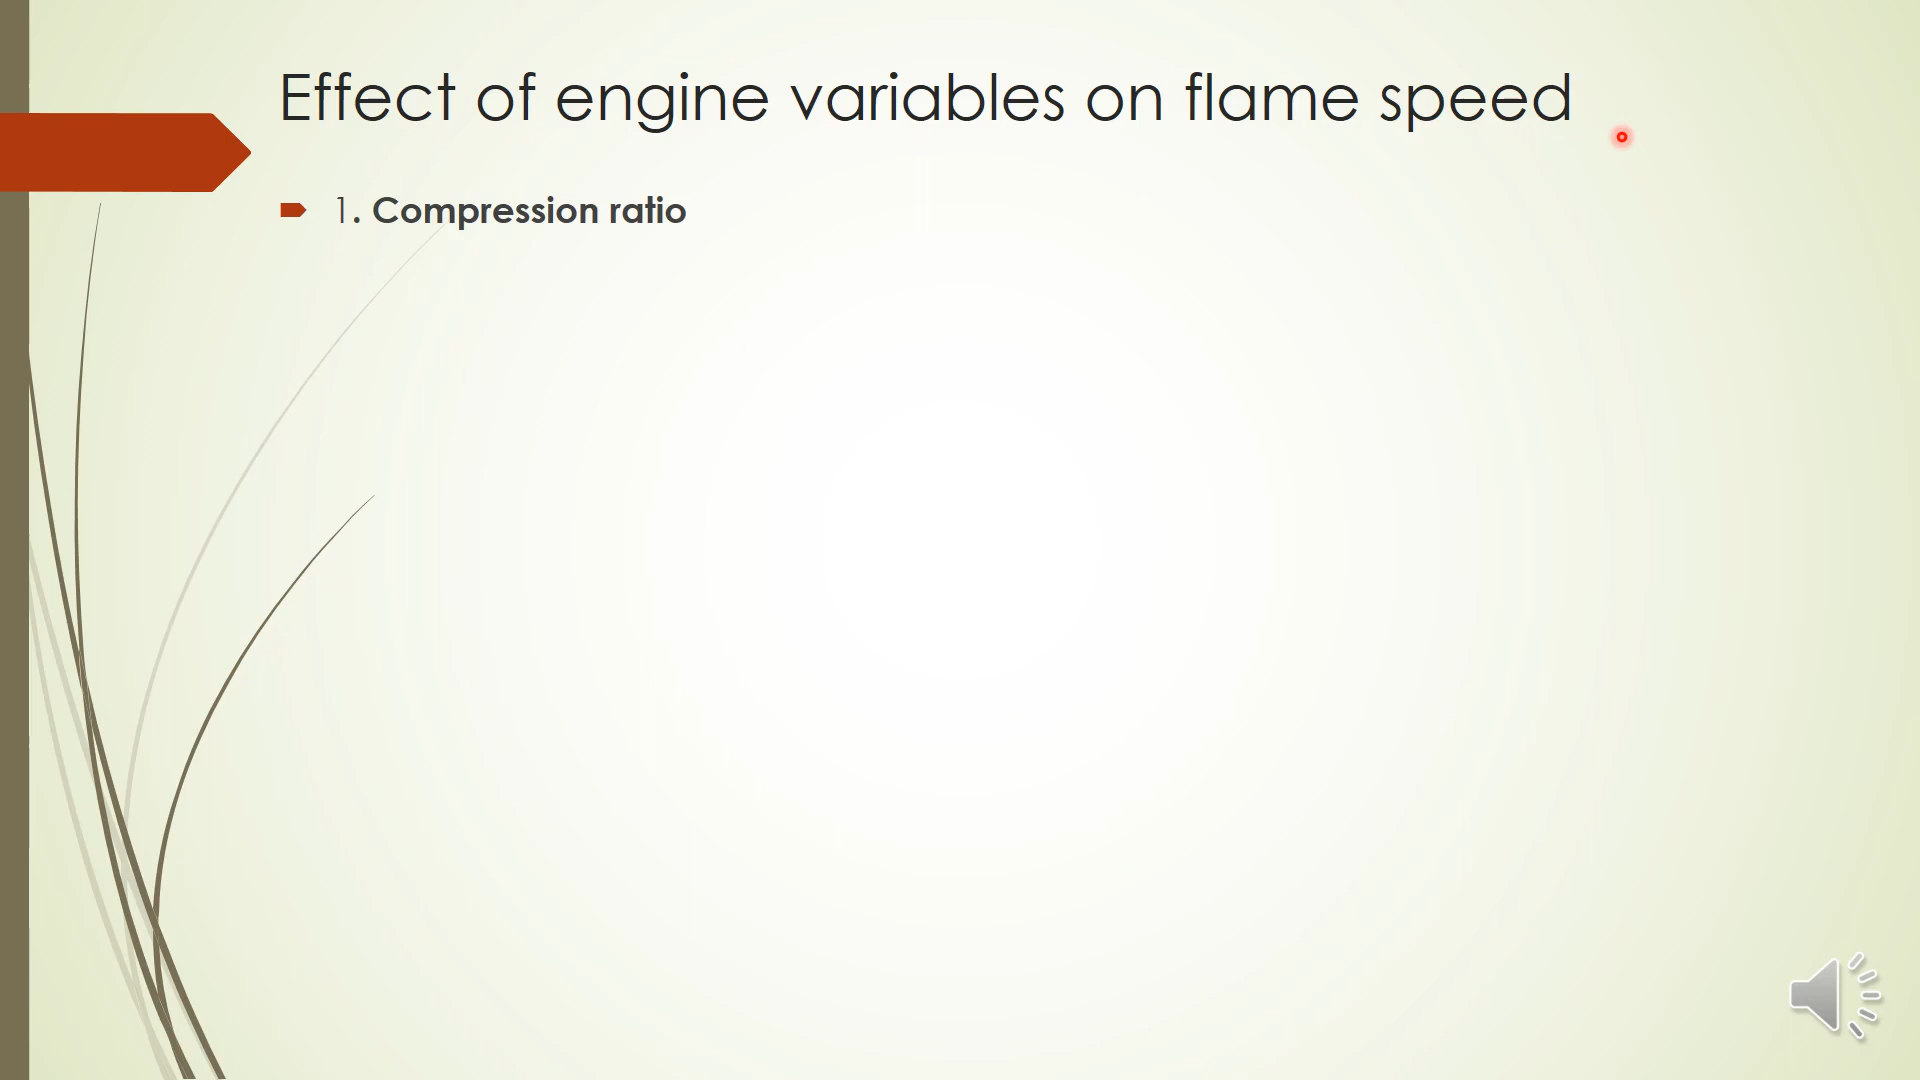 Effect of engine variables on flame speed
1. Compression ratio